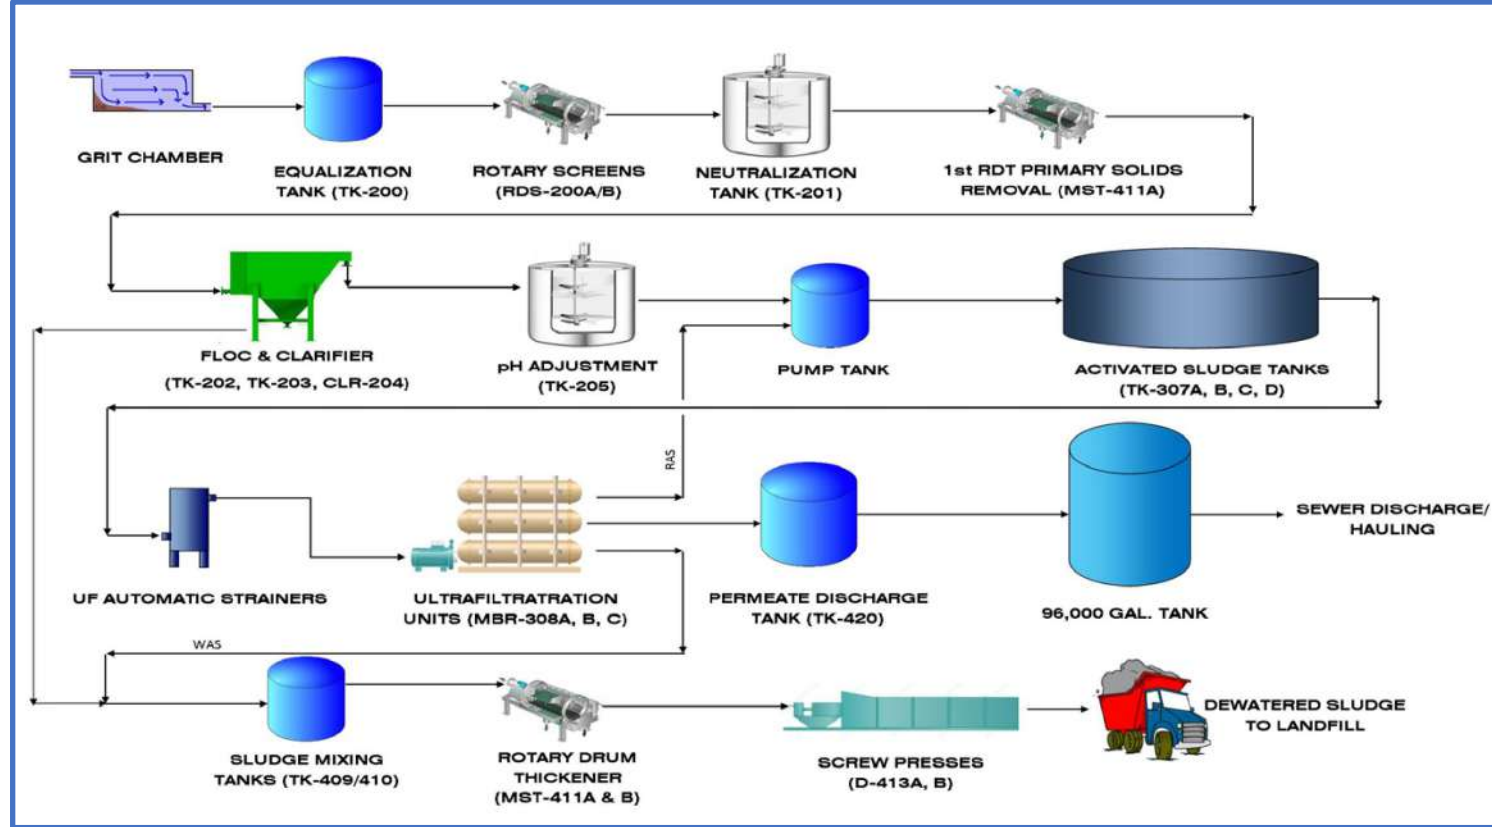 GRIT CHAMBER
EQUALIZATION
TANK (TK-200)
ROTARY SCREENS
(RDS-200A/B)
NEUTRALIZATION
TANK (TK-201)
1st RDT PRIMARY SOLIDS
REMOVAL (MST-411A)
FLOC & CLARIFIER
(TK-202, TK-203, CLR-204)
pH ADJUSTMENT
(TK-205)
PUMP TANK
ACTIVATED SLUDGE TANKS
(TK-307A, B, C, D)
RAS
UF AUTOMATIC STRAINERS
ULTRAFILTRATRATION
UNITS (MBR-308A, B, C)
PERMEATE DISCHARGE
TANK (TK-420)
96,000 GAL. TANK
SEWER DISCHARGE/
HAULING
WAS
SLUDGE MIXING
TANKS (TK-409/410)
ROTARY DRUM
THICKENER
(MST-411A & B)
SCREW PRESSES
(D-413A, B)
DEWATERED SLUDGE
TO LANDFILL